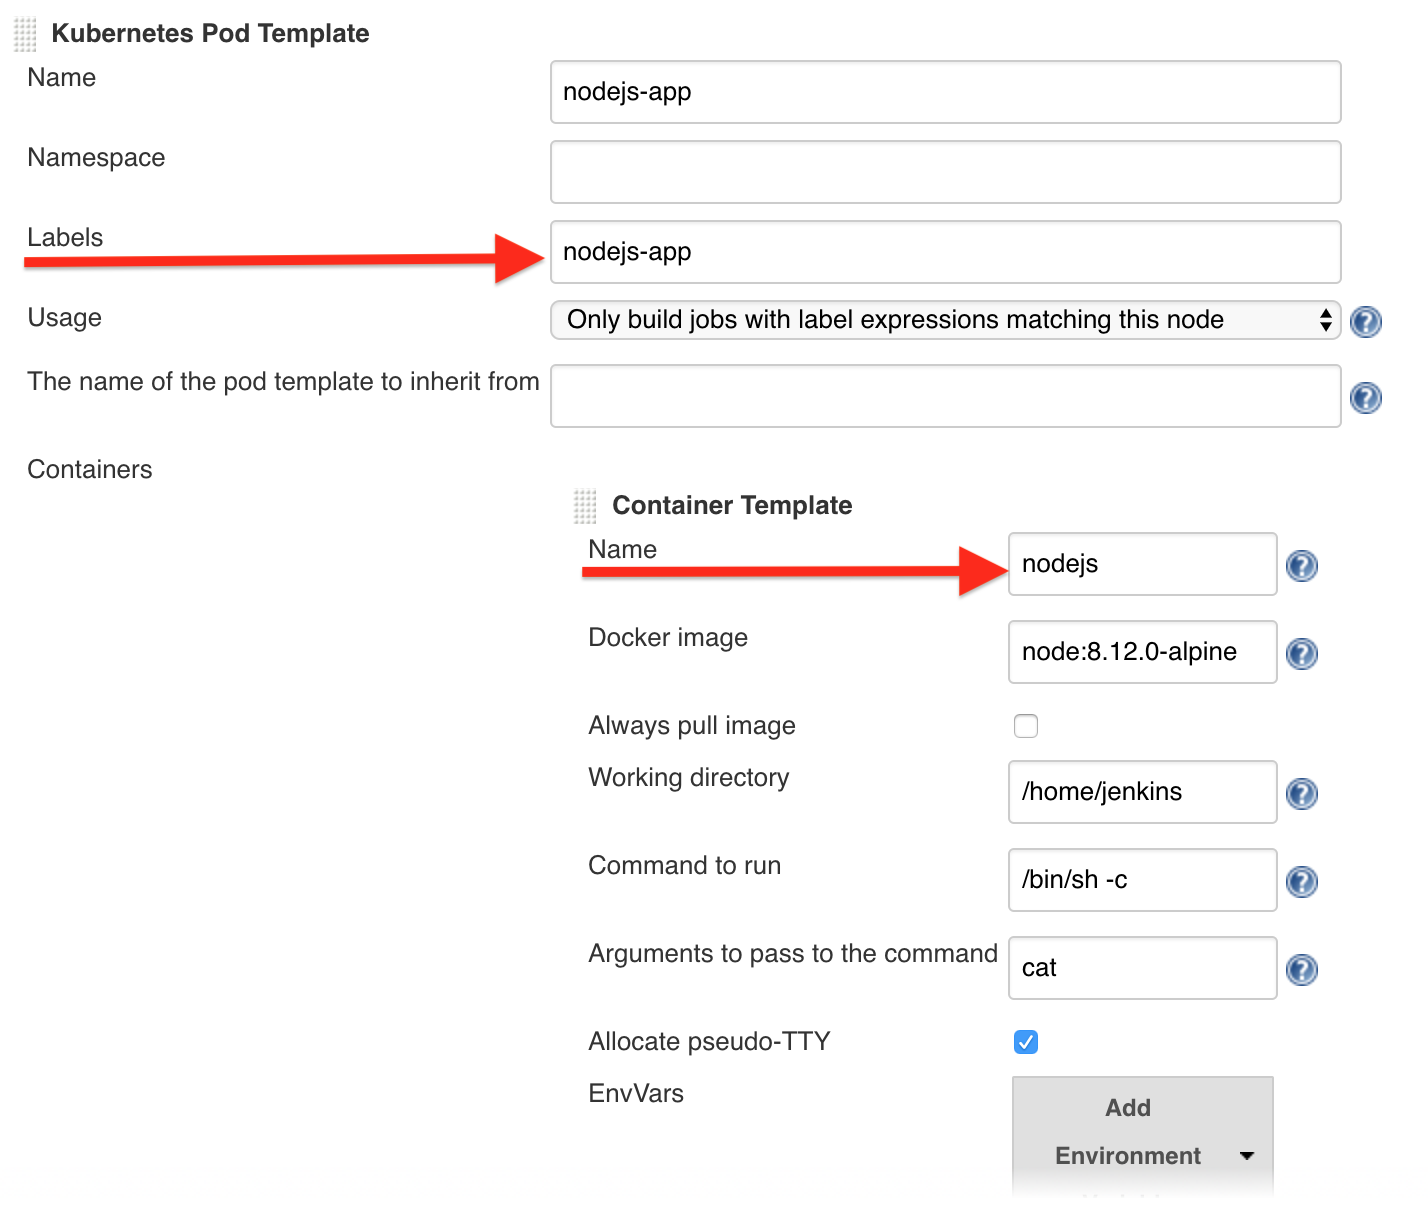 Kubernetes Pod Template
Name
nodejs-app
Namespace
Labels
nodejs-app
Usage
Only build jobs with label expressions matching this node
The name of the pod template to inherit from
Containers
Container Template
Name
nodejs
Docker image
node:8.12.0-alpine
Always pull image
Working directory
/home/jenkins
Command to run
/bin/sh -c
Arguments to pass to the command
cat
Allocate pseudo-TTY
EnvVars
Add
Environment